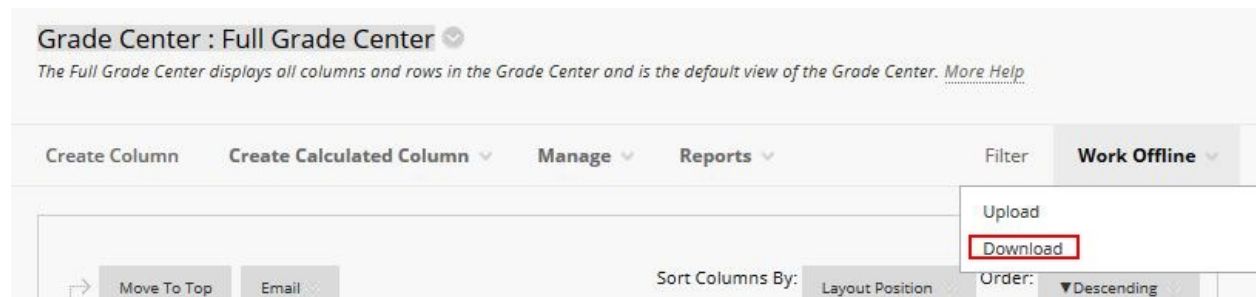 Grade Center : Full Grade Center
The Full Grade Center displays all columns and rows in the Grade Center and is the default view of the Grade Center. More Help
Create Column Create Calculated Column Manage Reports Filter Work Offline
Upload
Download
Move To Top Email Sort Columns By: Layout Position Order: ▼Descending